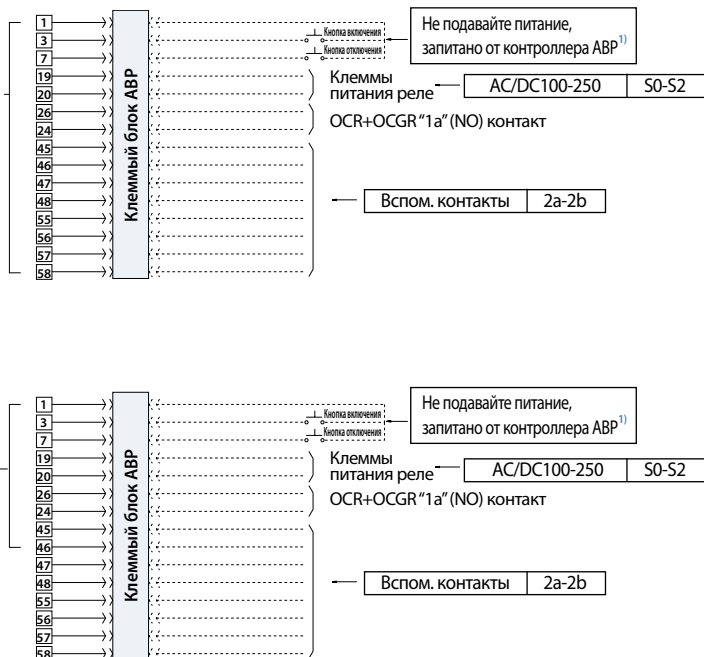 1
3
7
19
20
26
24
45
46
47
48
55
56
57
58
Клеммный блок АВР
Кнопка включения
Кнопка отключения
Не подавайте питание,
запитано от контроллера АВР1)
Клеммы
питания реле
AC/DC100-250 S0-S2
OCR+OCGR "1a" (NO) контакт
Вспом. контакты 2a-2b
1
3
7
19
20
26
24
45
46
47
48
55
56
57
58
Клеммный блок АВР
Кнопка включения
Кнопка отключения
Не подавайте питание,
запитано от контроллера АВР1)
Клеммы
питания реле
AC/DC100-250 S0-S2
OCR+OCGR "1a" (NO) контакт
Вспом. контакты 2a-2b